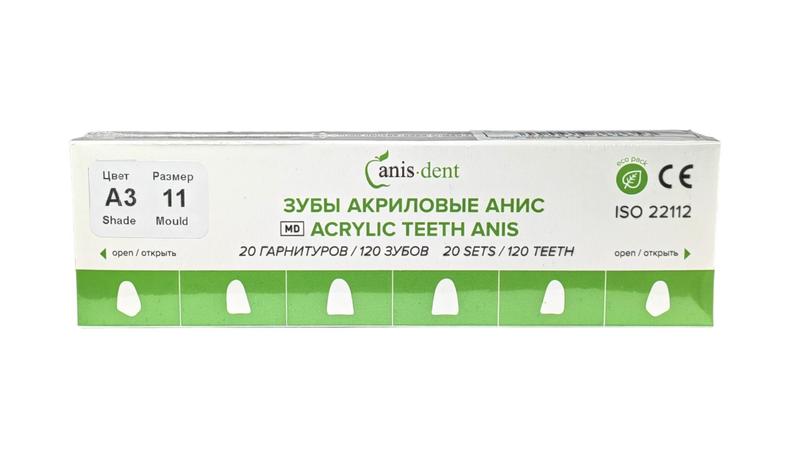 Цвет Размер
A3 11
Shade Mould
anis·dent
eco pack
CE
ISO 22112
ЗУБЫ АКРИЛОВЫЕ АНИС
MD ACRYLIC TEETH ANIS
20 ГАРНИТУРОВ / 120 ЗУБОВ 20 SETS / 120 TEETH
open / открыть
open / открыть